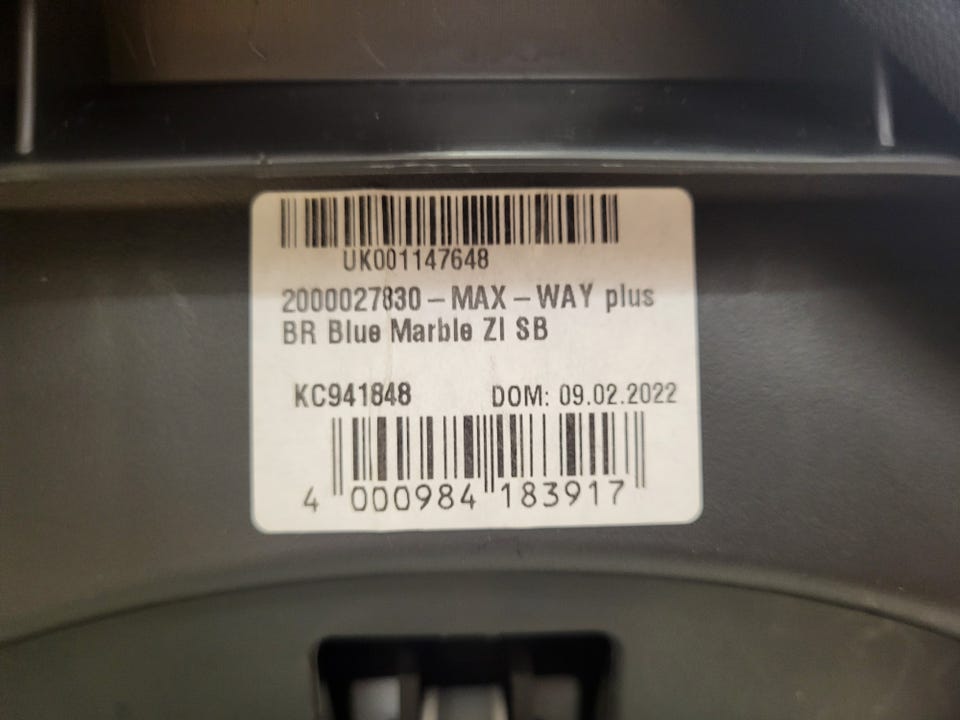 UK001147648
2000027830 – MAX – WAY plus
BR Blue Marble ZI SB
KC941848 DOM: 09.02.2022
4 000984 183917